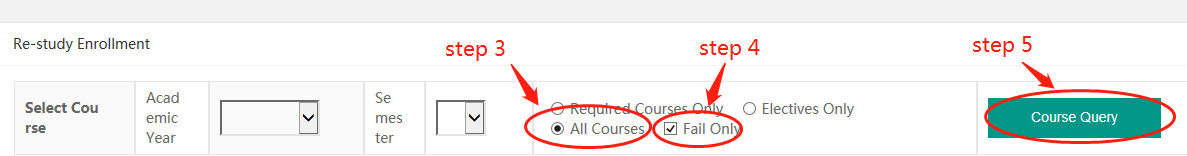 Re-study Enrollment
step 3
step 4
step 5
Select Cou
rse
Acad
emic
Year
Se
mes
ter
Required Courses Only
Electives Only
All Courses
Fail Only
Course Query